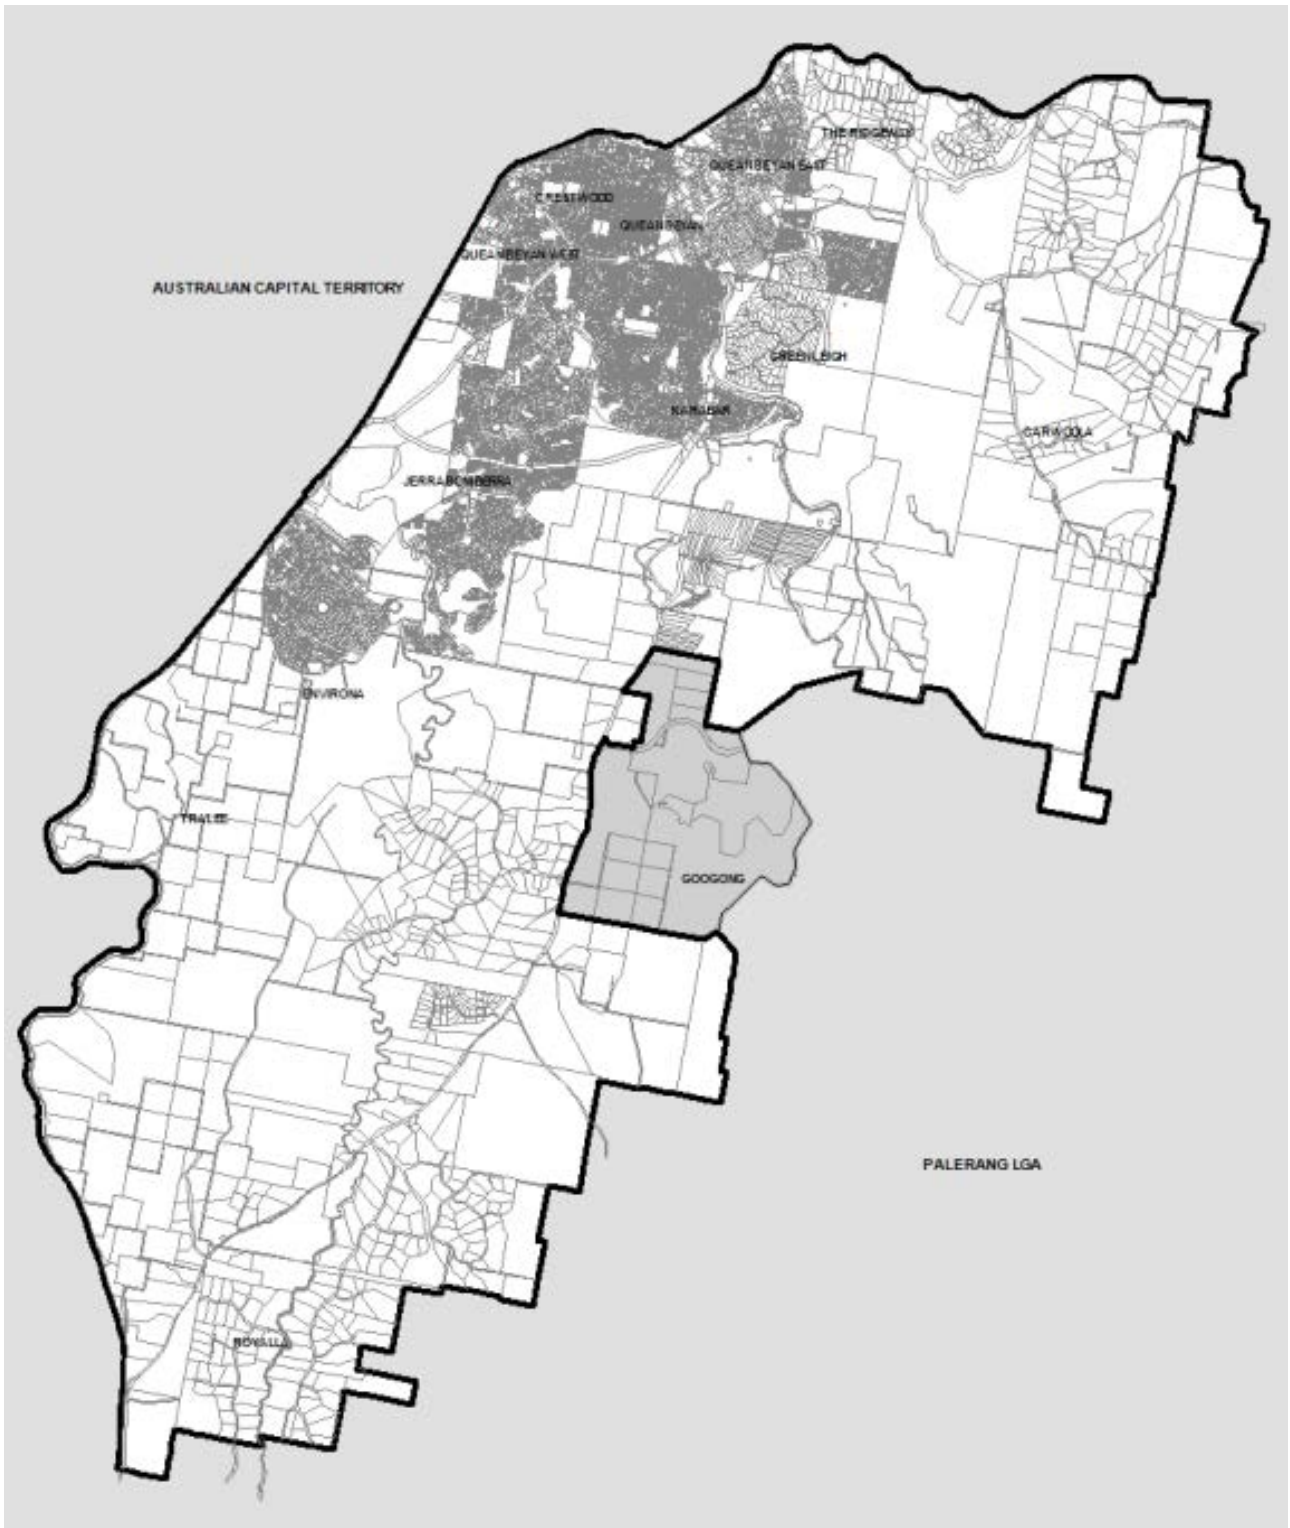 THE RIDGEWAY
QUEANBEYAN EAST
CRESTWOOD
QUEANBEYAN
QUEANBEYAN WEST
AUSTRALIAN CAPITAL TERRITORY
GREENLEIGH
KARABAR
CARWOOLA
JERRABOMBERRA
ENVIRONA
TRALEE
GOOGONG
PALERANG LGA
ROYALLA